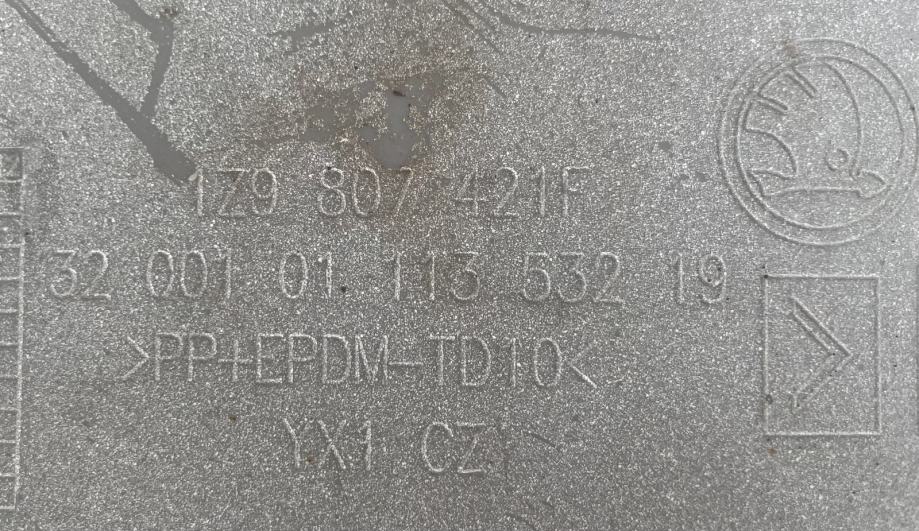 1Z9 807 421F
32 001 01 113 532 19
>PP+EPDM-TD10<
YX1 CZ